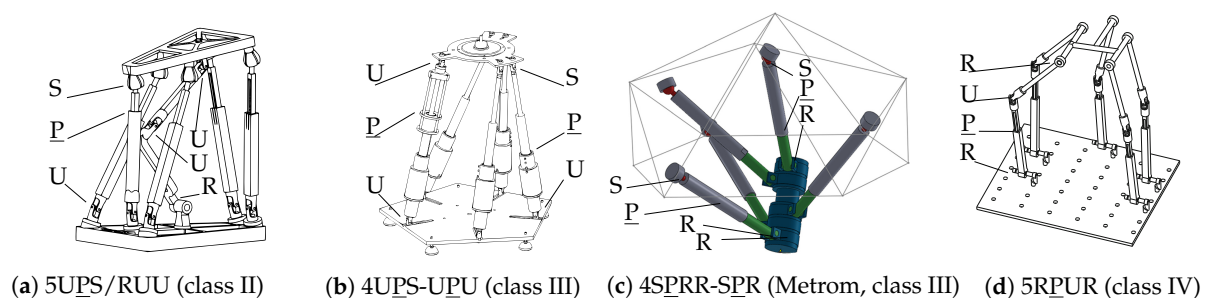 S
P
U
U
U
R
(a) 5UPS/RUU (class II)
U
P
U
S
P
U
(b) 4UPS-UPU (class III)
S
P
R
S
P
R
R
(c) 4SPRR-SPR (Metrom, class III)
R
U
P
R
(d) 5RPUR (class IV)